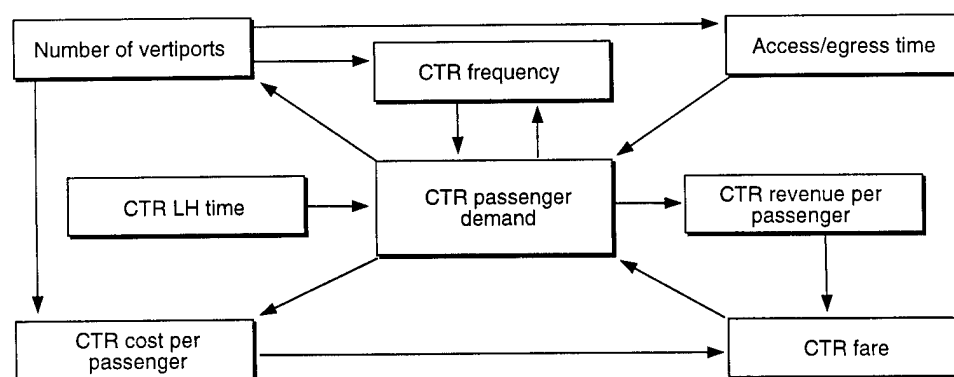 Number of vertiports
Access/egress time
CTR frequency
CTR LH time
CTR passenger
demand
CTR revenue per
passenger
CTR cost per
passenger
CTR fare